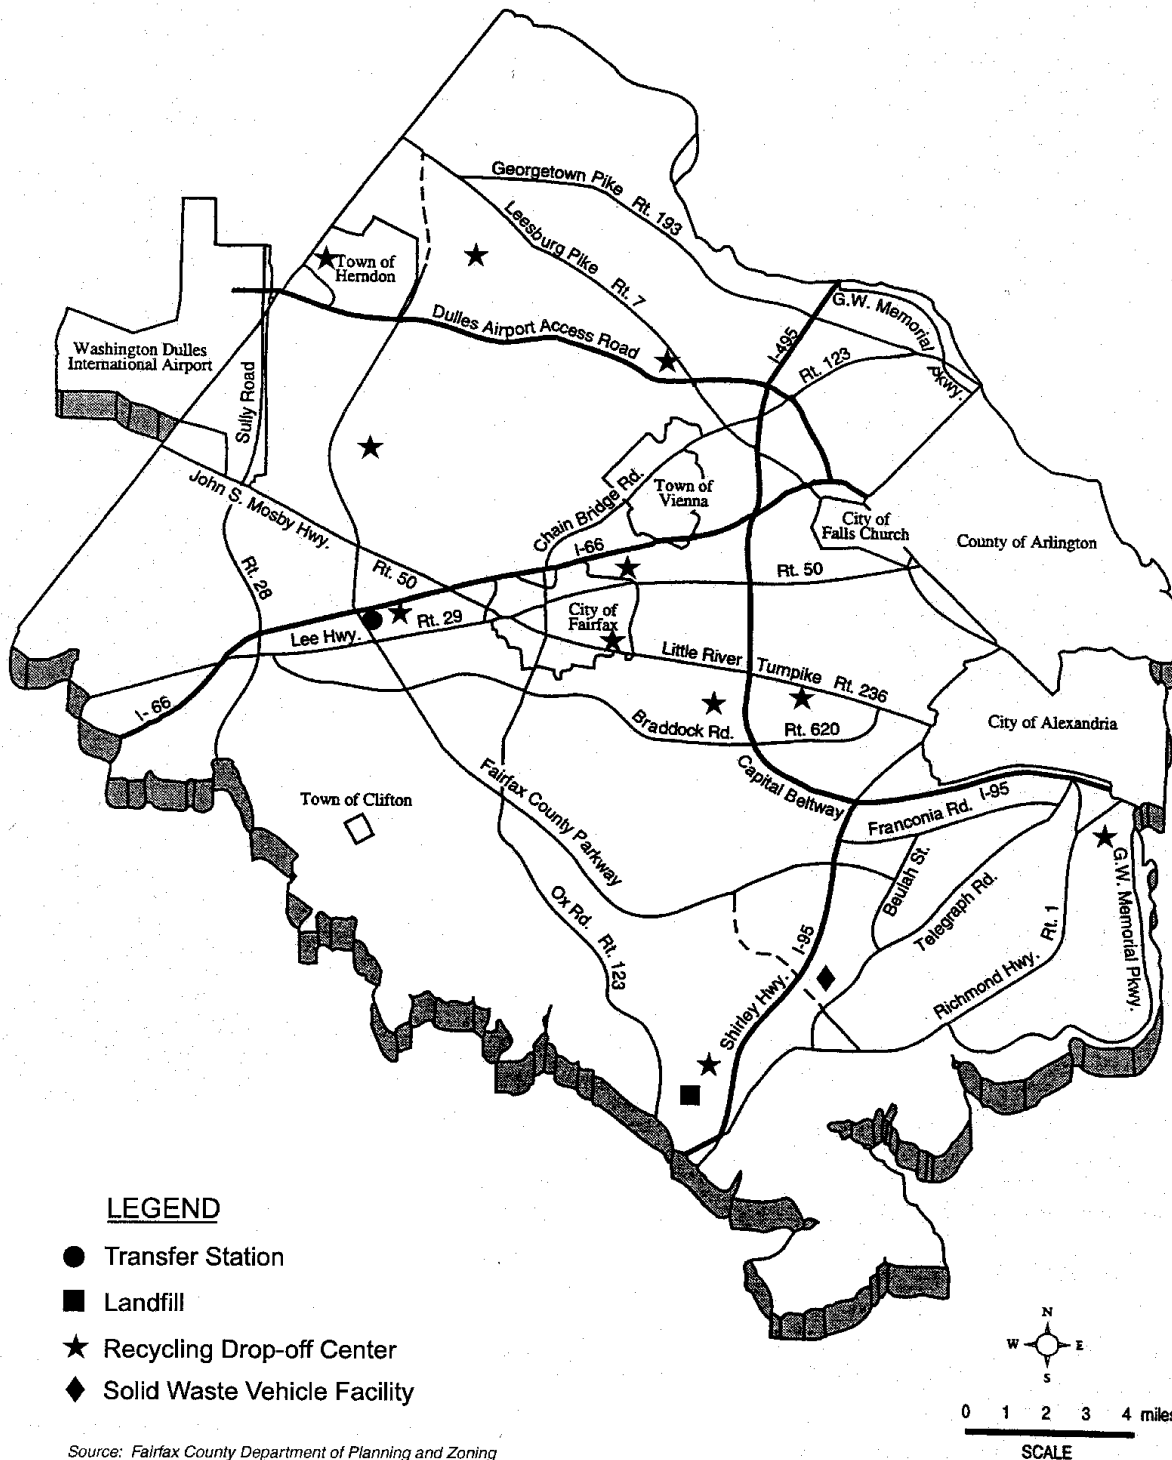 Georgetown Pike Rt. 193
Leesburg Pike Rt. 7
Town of
Herndon
G.W. Memorial Pkwy.
Dulles Airport Access Road
I-495
Washington Dulles
International Airport
Rt. 123
Sully Road
John S. Mosby Hwy.
Rt. 50
Chain Bridge Rd.
Town of
Vienna
City of
Falls Church
County of Arlington
I-66
Rt. 28
Rt. 50
City of
Fairfax
Lee Hwy.
Rt. 29
Little River Turnpike Rt. 236
I-66
Braddock Rd.
Rt. 620
City of Alexandria
Capital Beltway
Town of Clifton
Fairfax County Parkway
Franconia Rd.
I-95
Beulah St.
Telegraph Rd.
G.W. Memorial Pkwy.
Ox Rd. Rt. 123
Shirley Hwy.
I-95
Richmond Hwy.
Rt. 1
LEGEND
Transfer Station
Landfill
Recycling Drop-off Center
Solid Waste Vehicle Facility
N
W E
S
0 1 2 3 4 miles
SCALE
Source: Fairfax County Department of Planning and Zoning